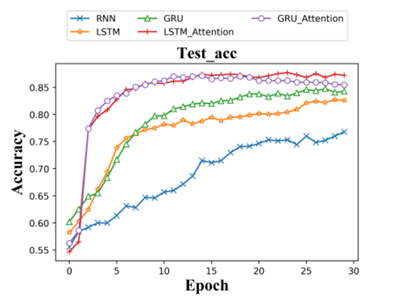 RNN GRU GRU_Attention
LSTM LSTM_Attention
Test_acc
Accuracy
0.85
0.80
0.75
0.70
0.65
0.60
0.55
0 5 10 15 20 25 30
Epoch